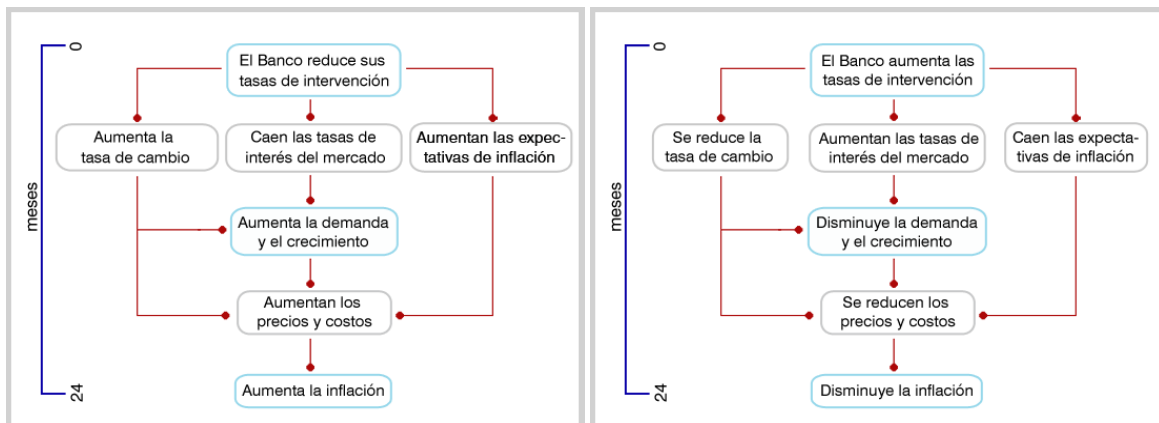 0
meses
24
El Banco reduce sus
tasas de intervención
Aumenta la
tasa de cambio
Caen las tasas de
interés del mercado
Aumentan las expec-
tativas de inflación
Aumenta la demanda
y el crecimiento
Aumentan los
precios y costos
Aumenta la inflación
0
meses
24
El Banco aumenta las
tasas de intervención
Se reduce la
tasa de cambio
Aumentan las tasas de
interés del mercado
Caen las expecta-
tivas de inflación
Disminuye la demanda
y el crecimiento
Se reducen los
precios y costos
Disminuye la inflación